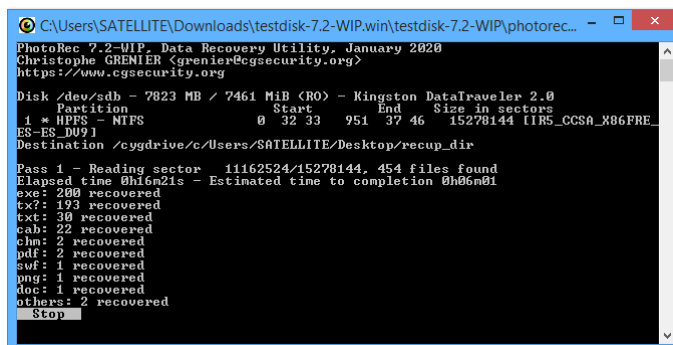 C:\Users\SATELLITE\Downloads\testdisk-7.2-WIP.win\testdisk-7.2-WIP\photorec...
PhotoRec 7.2-WIP, Data Recovery Utility, January 2020
Christophe GRENIER <grenier@cgsecurity.org>
https://www.cgsecurity.org
Disk /dev/sdb - 7823 MB / 7461 MiB (RO) - Kingston DataTraveler 2.0
Partition Start End Size in sectors
1 * HPFS - NTFS 0 32 33 951 37 46 15278144 [IR5_CCSA_X86FRE_
ES-ES_DV9]
Destination /cygdrive/c/Users/SATELLITE/Desktop/recup_dir
Pass 1 - Reading sector 11162524/15278144, 454 files found
Elapsed time 0h16m21s - Estimated time to completion 0h06m01
exe: 200 recovered
tx?: 193 recovered
txt: 30 recovered
cab: 22 recovered
chm: 2 recovered
pdf: 2 recovered
swf: 1 recovered
png: 1 recovered
doc: 1 recovered
others: 2 recovered
Stop